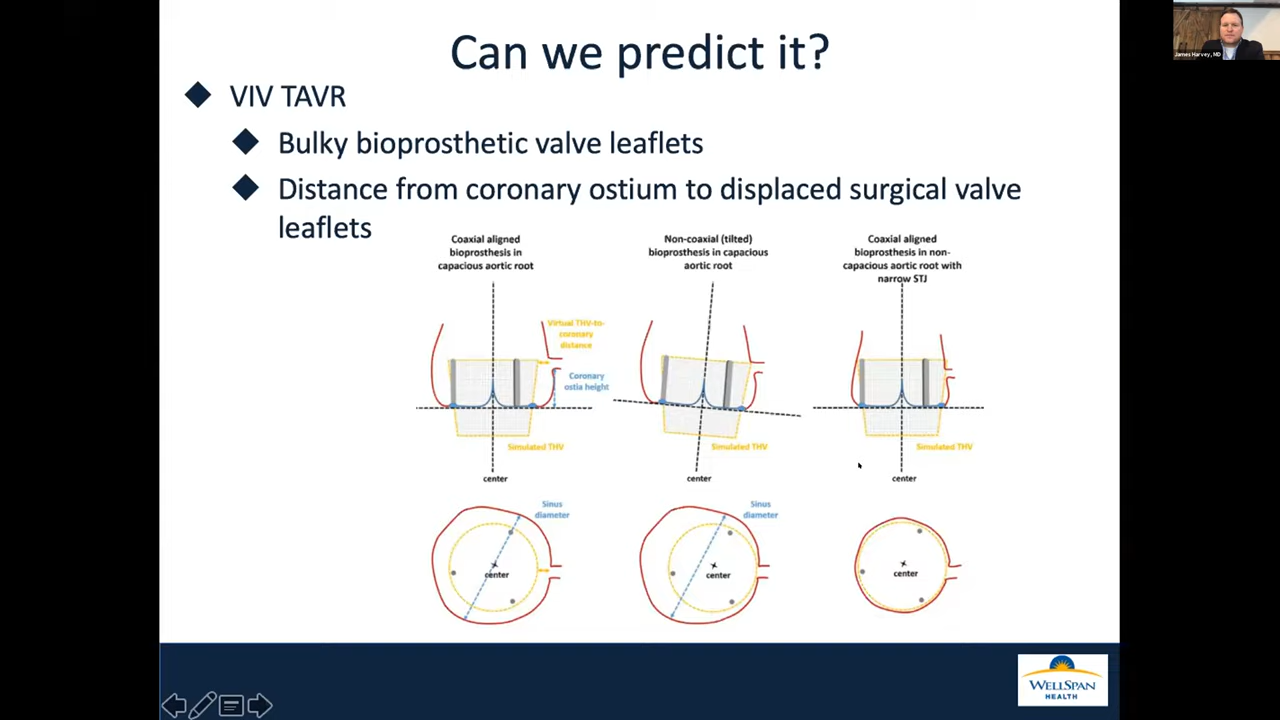 Can we predict it?
James Harvey, MD
VIV TAVR
Bulky bioprosthetic valve leaflets
Distance from coronary ostium to displaced surgical valve
leaflets
Coaxial aligned
bioprosthesis in
capacious aortic root
Non-coaxial (tilted)
bioprosthesis in capacious
aortic root
Coaxial aligned
bioprosthesis in non-
capacious aortic root with
narrow STJ
Virtual THV-to-
coronary
distance
Coronary
ostia height
Simulated THV
Simulated THV
Simulated THV
center
center
center
Sinus
diameter
Sinus
diameter
center
center
center
WELLSPAN
HEALTH